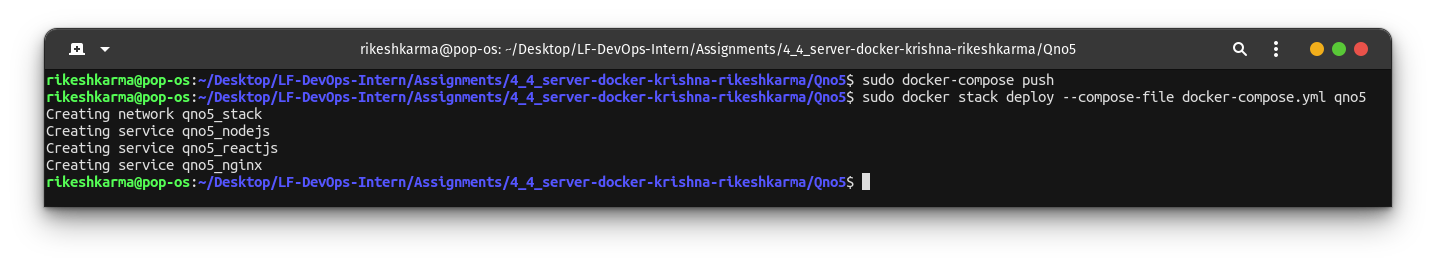 rikeshkarma@pop-os: ~/Desktop/LF-DevOps-Intern/Assignments/4_4_server-docker-krishna-rikeshkarma/Qno5
rikeshkarma@pop-os:~/Desktop/LF-DevOps-Intern/Assignments/4_4_server-docker-krishna-rikeshkarma/Qno5$ sudo docker-compose push
rikeshkarma@pop-os:~/Desktop/LF-DevOps-Intern/Assignments/4_4_server-docker-krishna-rikeshkarma/Qno5$ sudo docker stack deploy --compose-file docker-compose.yml qno5
Creating network qno5_stack
Creating service qno5_nodejs
Creating service qno5_reactjs
Creating service qno5_nginx
rikeshkarma@pop-os:~/Desktop/LF-DevOps-Intern/Assignments/4_4_server-docker-krishna-rikeshkarma/Qno5$